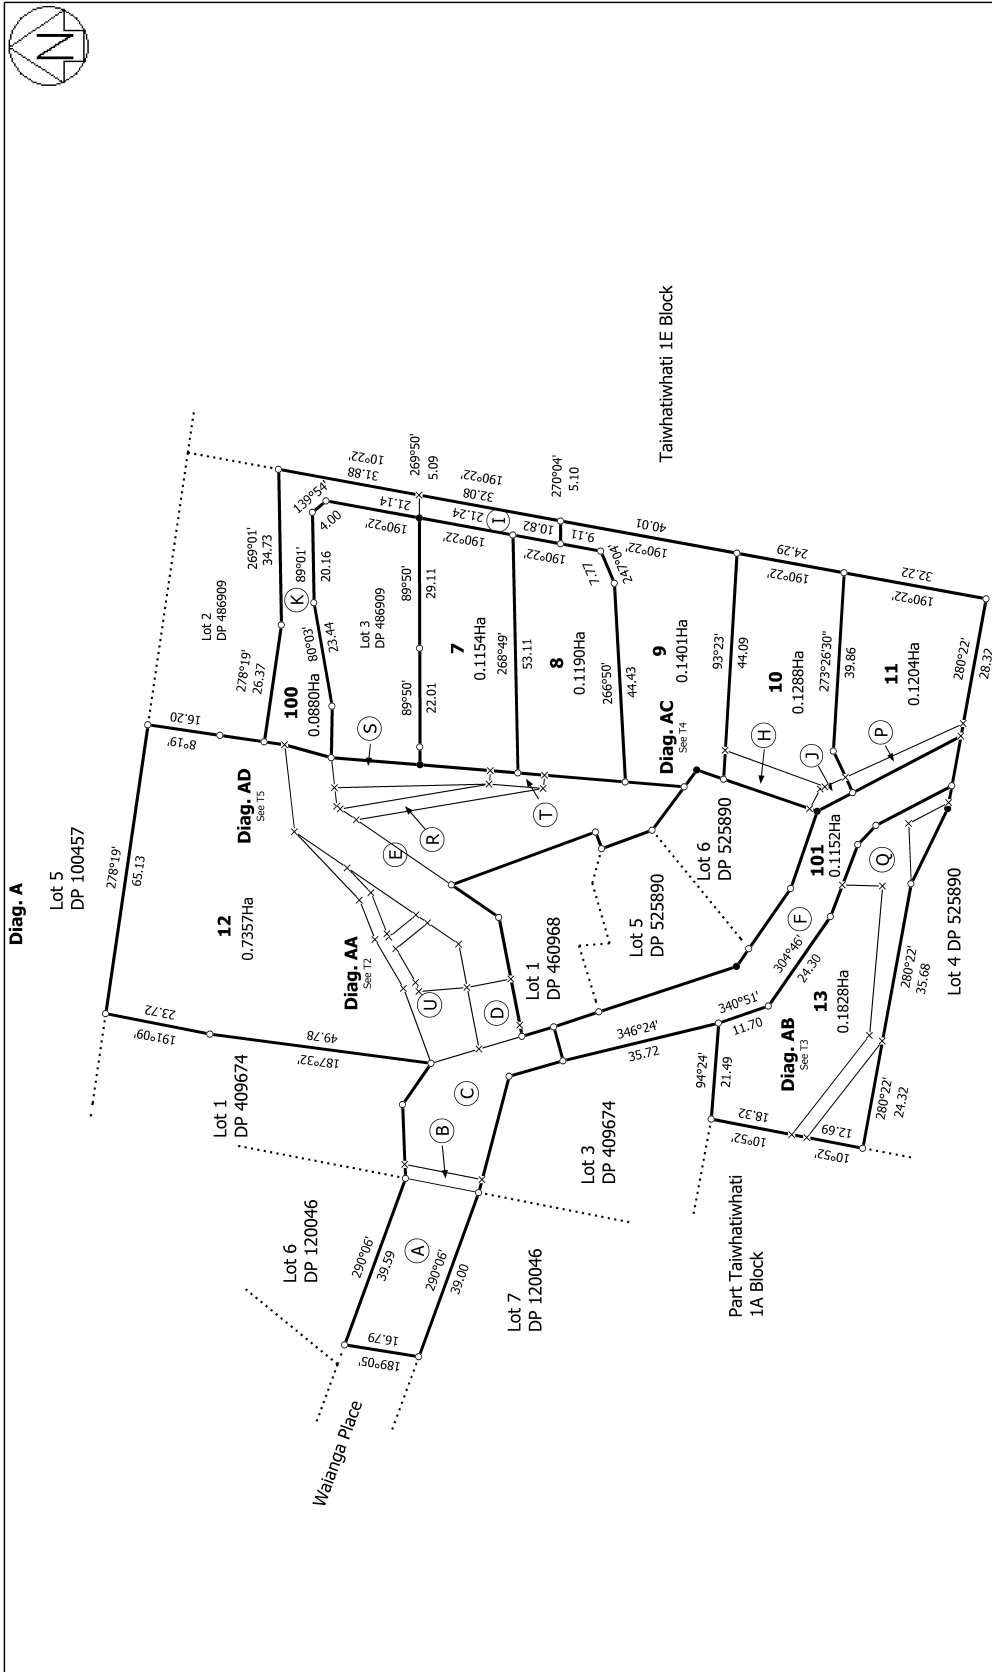 N
Diag. A
Lot 5
DP 100457
278°19'
65.13
12
0.7357Ha
Diag. AD
See T5
Diag. AA
See T2
23.72
191°09'
49.78
187°32'
16.20
8°19'
Lot 2
DP 486909
278°19'
26.37
269°01'
34.73
100
0.0880Ha
K
89°01'
20.16
80°03'
23.44
139°54'
4.00
10°22'
31.88
21.14
190°22'
269°50'
5.09
Lot 3
DP 486909
89°50'
29.11
89°50'
22.01
S
190°22'
32.08
21.24
190°22'
I
7
0.1154Ha
268°49'
53.11
270°04'
5.10
10.82
190°22'
8
0.1190Ha
9.11
7.77
247°04'
266°50'
44.43
40.01
190°22'
Taiwhatiwhati 1E Block
9
0.1401Ha
Diag. AC
See T4
93°23'
44.09
24.29
190°22'
10
0.1288Ha
H
273°26'30"
39.86
J
32.22
190°22'
11
0.1204Ha
P
280°22'
28.32
T
R
E
U
D
C
B
A
Lot 1
DP 409674
Lot 6
DP 120046
290°06'
39.59
290°06'
39.00
16.79
189°05'
Waianga Place
Lot 7
DP 120046
Lot 3
DP 409674
Lot 1
DP 460968
Lot 5
DP 525890
Lot 6
DP 525890
346°24'
35.72
340°51'
11.70
304°46'
24.30
F
101
0.1152Ha
Q
94°24'
21.49
13
0.1828Ha
Diag. AB
See T3
18.32
10°52'
12.69
10°52'
280°22'
24.32
280°22'
35.68
Lot 4 DP 525890
Part Taiwhatiwhati
1A Block